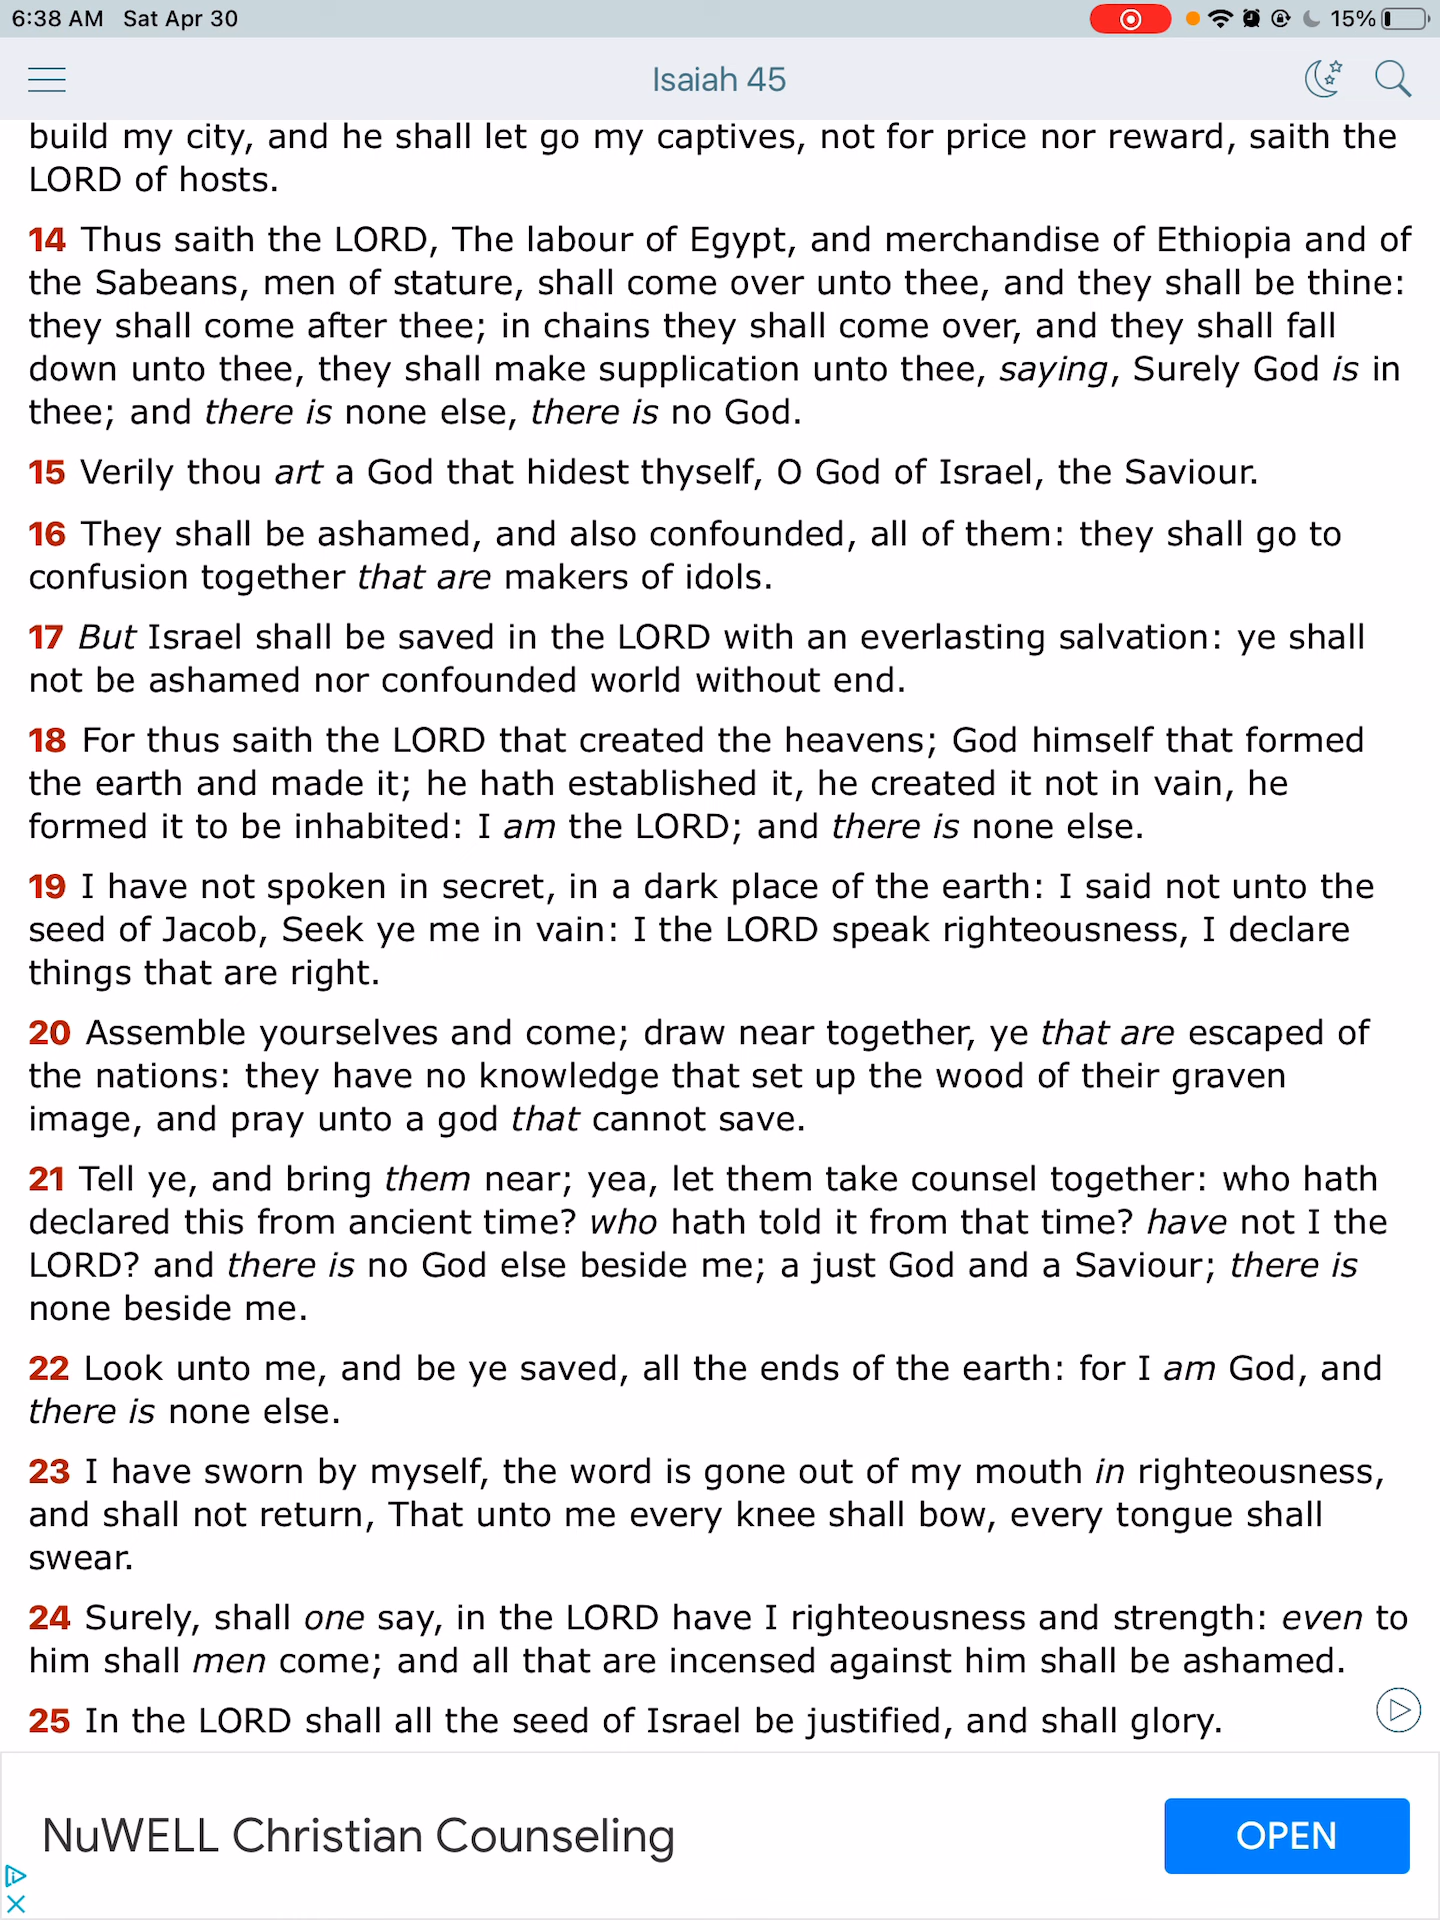 6:38 AM Sat Apr 30 15%
Isaiah 45
build my city, and he shall let go my captives, not for price nor reward, saith the
LORD of hosts.
14 Thus saith the LORD, The labour of Egypt, and merchandise of Ethiopia and of
the Sabeans, men of stature, shall come over unto thee, and they shall be thine:
they shall come after thee; in chains they shall come over, and they shall fall
down unto thee, they shall make supplication unto thee, saying, Surely God is in
thee; and there is none else, there is no God.
15 Verily thou art a God that hidest thyself, O God of Israel, the Saviour.
16 They shall be ashamed, and also confounded, all of them: they shall go to
confusion together that are makers of idols.
17 But Israel shall be saved in the LORD with an everlasting salvation: ye shall
not be ashamed nor confounded world without end.
18 For thus saith the LORD that created the heavens; God himself that formed
the earth and made it; he hath established it, he created it not in vain, he
formed it to be inhabited: I am the LORD; and there is none else.
19 I have not spoken in secret, in a dark place of the earth: I said not unto the
seed of Jacob, Seek ye me in vain: I the LORD speak righteousness, I declare
things that are right.
20 Assemble yourselves and come; draw near together, ye that are escaped of
the nations: they have no knowledge that set up the wood of their graven
image, and pray unto a god that cannot save.
21 Tell ye, and bring them near; yea, let them take counsel together: who hath
declared this from ancient time? who hath told it from that time? have not I the
LORD? and there is no God else beside me; a just God and a Saviour; there is
none beside me.
22 Look unto me, and be ye saved, all the ends of the earth: for I am God, and
there is none else.
23 I have sworn by myself, the word is gone out of my mouth in righteousness,
and shall not return, That unto me every knee shall bow, every tongue shall
swear.
24 Surely, shall one say, in the LORD have I righteousness and strength: even to
him shall men come; and all that are incensed against him shall be ashamed.
25 In the LORD shall all the seed of Israel be justified, and shall glory.
NuWELL Christian Counseling
OPEN